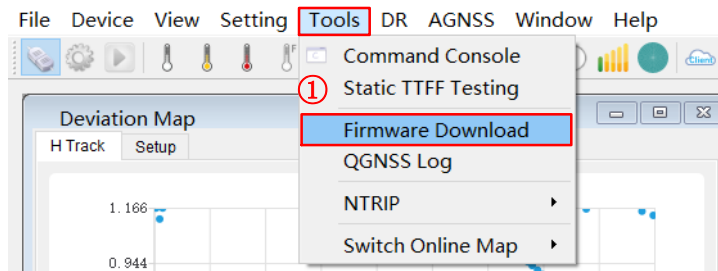 File Device View Setting Tools DR AGNSS Window Help
F
Client
Command Console
① Static TTFF Testing
Firmware Download
QGNSS Log
NTRIP
Switch Online Map
Deviation Map
H Track Setup
1.166
0.944